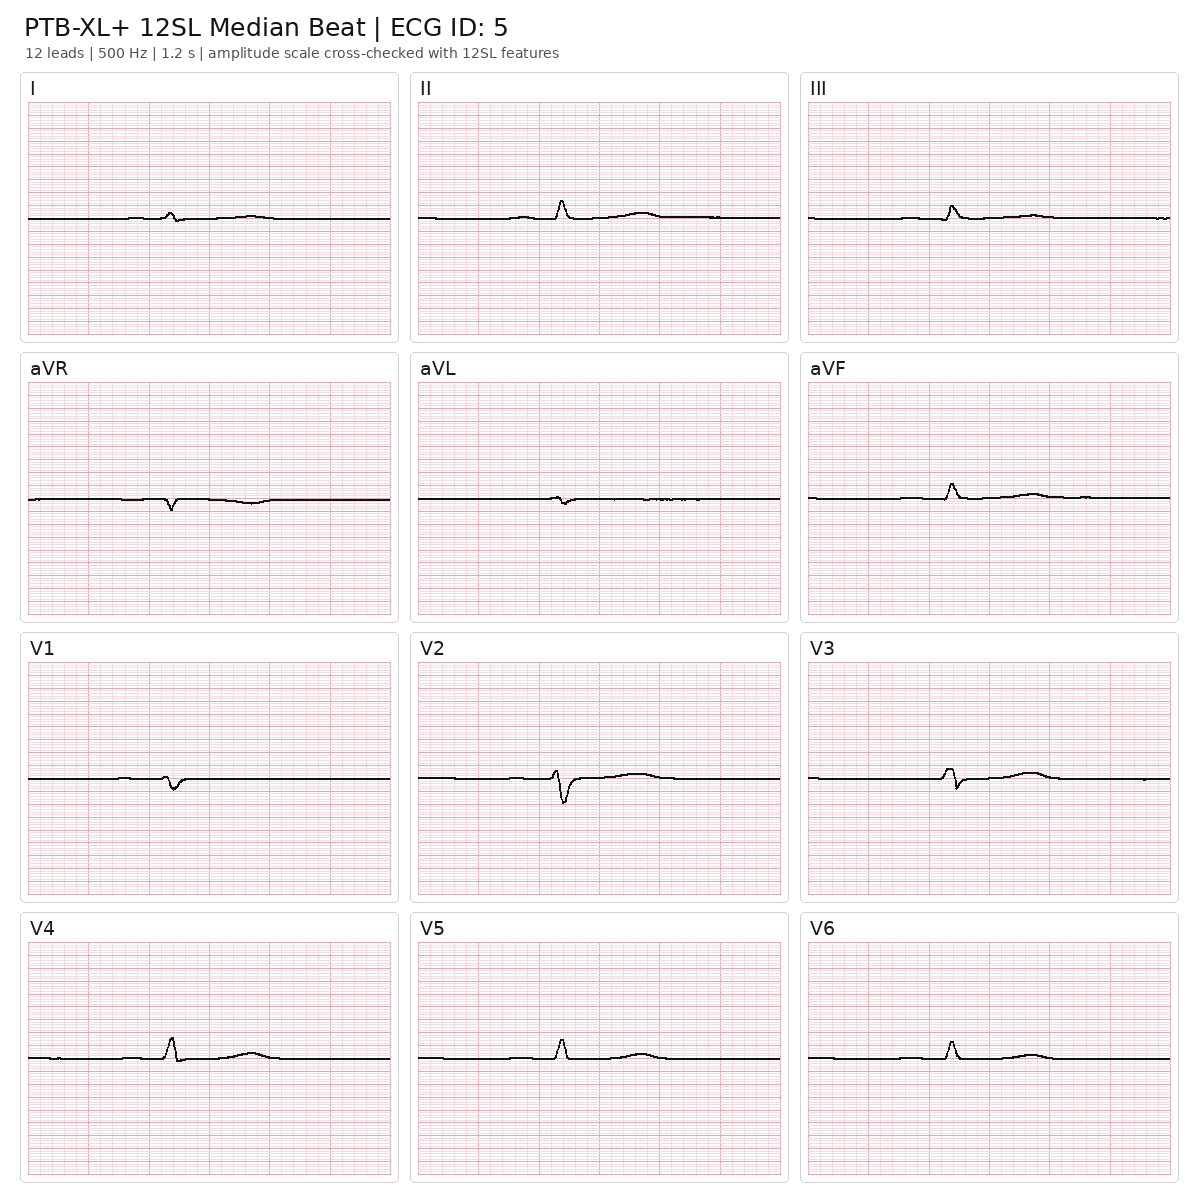 PTB-XL+ 12SL Median Beat | ECG ID: 5
12 leads | 500 Hz | 1.2 s | amplitude scale cross-checked with 12SL features
I
II
III
aVR
aVL
aVF
V1
V2
V3
V4
V5
V6